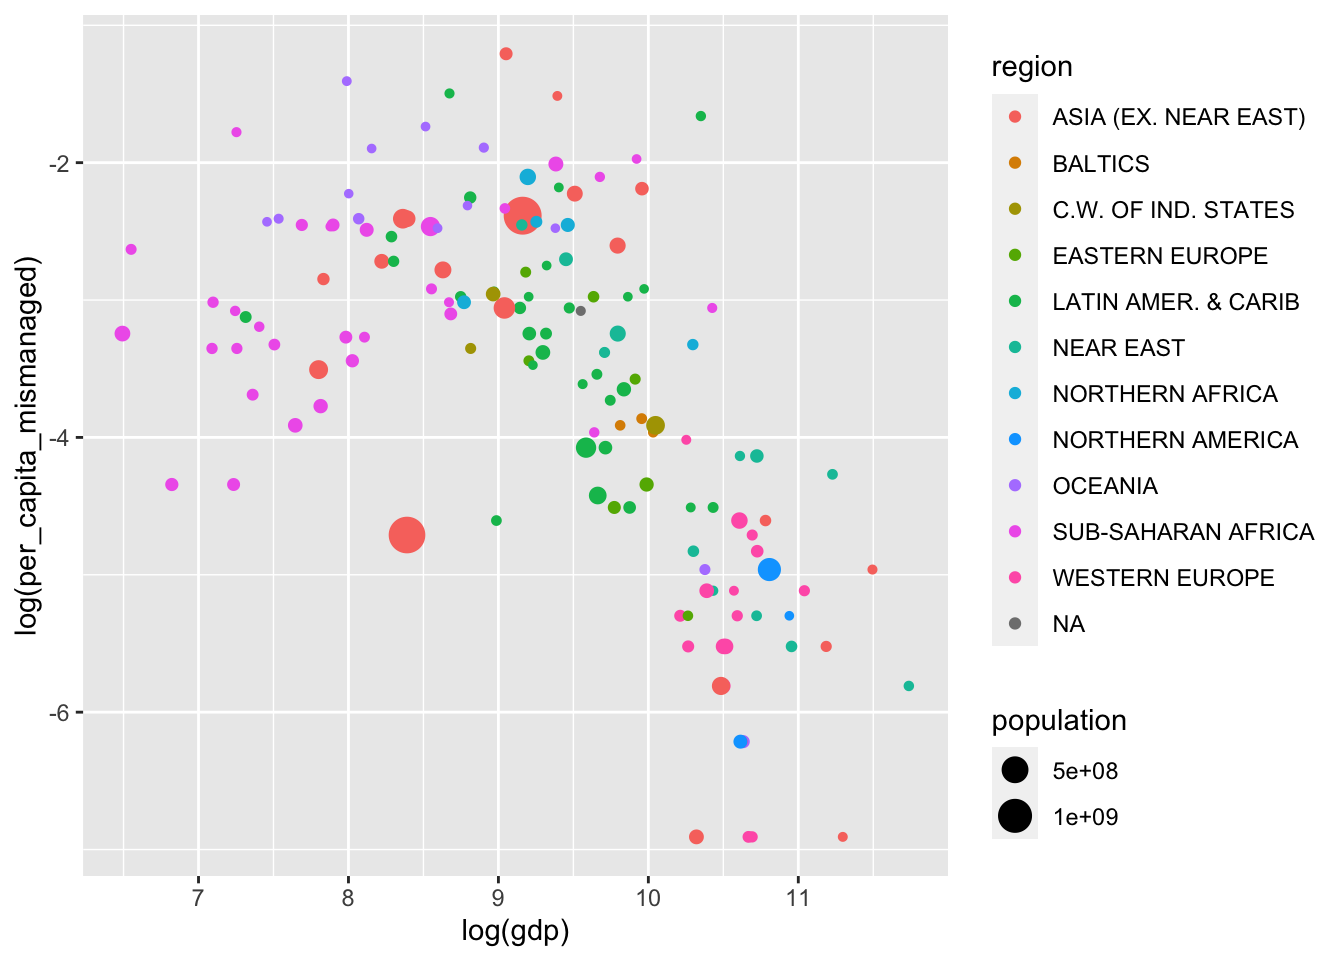 -2
-4
-6
log(per_capita_mismanaged)
7 8 9 10 11
log(gdp)
region
ASIA (EX. NEAR EAST)
BALTICS
C.W. OF IND. STATES
EASTERN EUROPE
LATIN AMER. & CARIB
NEAR EAST
NORTHERN AFRICA
NORTHERN AMERICA
OCEANIA
SUB-SAHARAN AFRICA
WESTERN EUROPE
NA
population
5e+08
1e+09